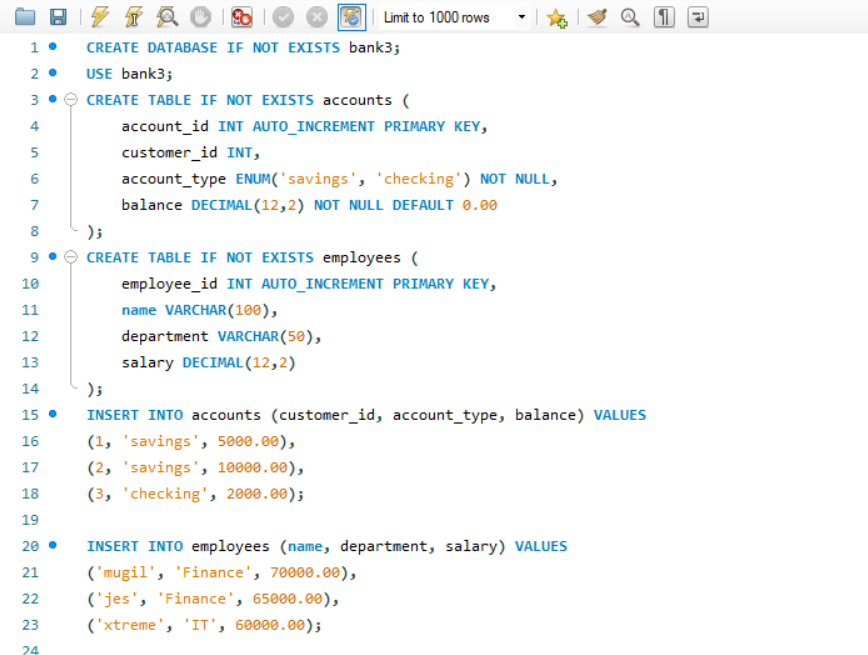 Limit to 1000 rows
1 CREATE DATABASE IF NOT EXISTS bank3;
2 USE bank3;
3 CREATE TABLE IF NOT EXISTS accounts (
4 account_id INT AUTO_INCREMENT PRIMARY KEY,
5 customer_id INT,
6 account_type ENUM('savings', 'checking') NOT NULL,
7 balance DECIMAL(12,2) NOT NULL DEFAULT 0.00
8 );
9 CREATE TABLE IF NOT EXISTS employees (
10 employee_id INT AUTO_INCREMENT PRIMARY KEY,
11 name VARCHAR(100),
12 department VARCHAR(50),
13 salary DECIMAL(12,2)
14 );
15 INSERT INTO accounts (customer_id, account_type, balance) VALUES
16 (1, 'savings', 5000.00),
17 (2, 'savings', 10000.00),
18 (3, 'checking', 2000.00);
19
20 INSERT INTO employees (name, department, salary) VALUES
21 ('mugil', 'Finance', 70000.00),
22 ('jes', 'Finance', 65000.00),
23 ('xtreme', 'IT', 60000.00);
24